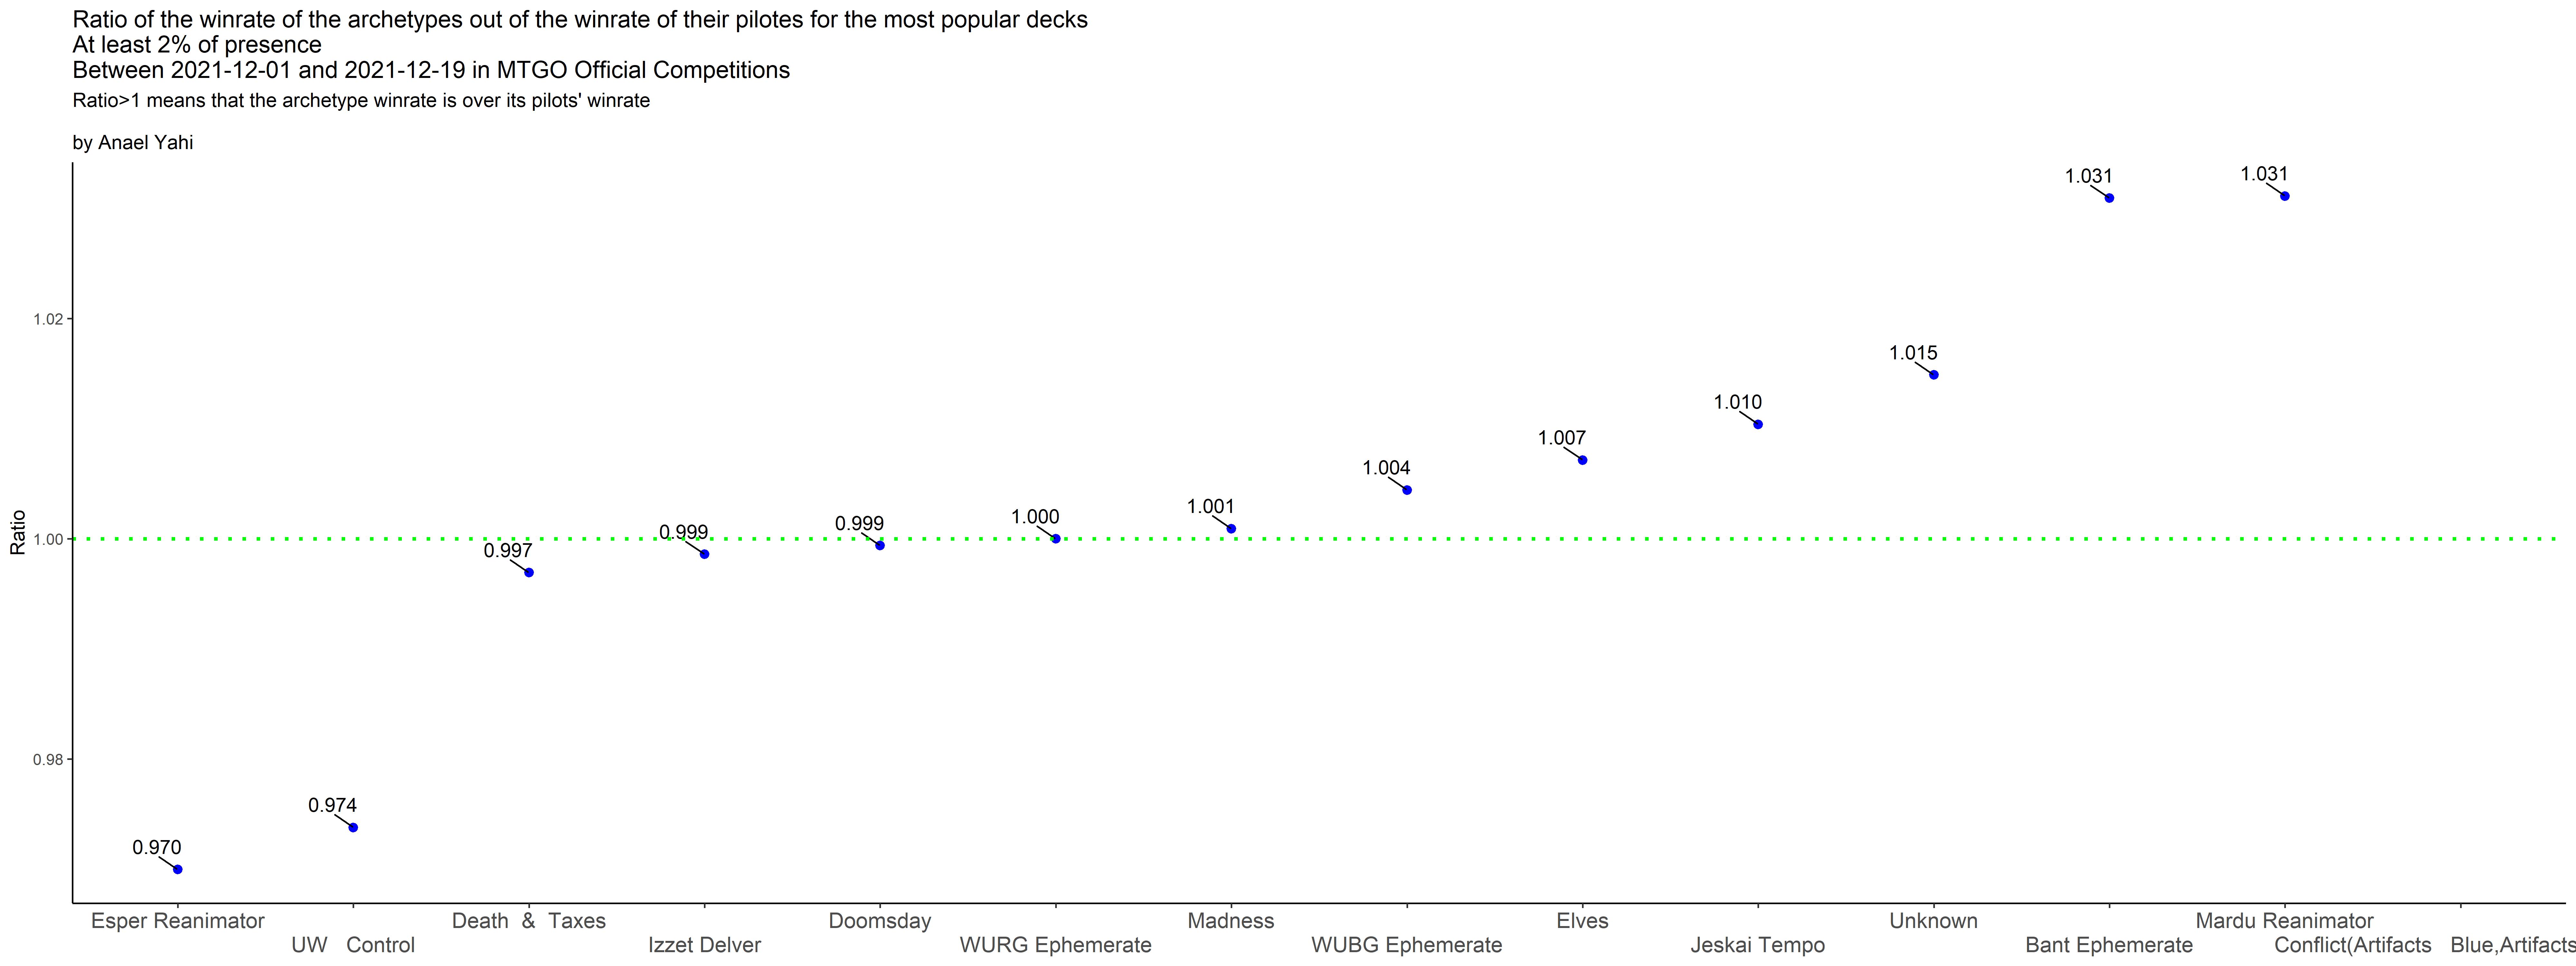 Ratio of the winrate of the archetypes out of the winrate of their pilotes for the most popular decks
At least 2% of presence
Between 2021-12-01 and 2021-12-19 in MTGO Official Competitions
Ratio>1 means that the archetype winrate is over its pilots' winrate
by Anael Yahi
1.031
1.031
1.02
1.015
1.010
1.007
1.004
1.001
1.000
0.999
0.999
1.00
0.997
Ratio
0.98
0.974
0.970
Esper Reanimator
Death & Taxes
Doomsday
Madness
Elves
Unknown
Mardu Reanimator
UW Control
Izzet Delver
WURG Ephemerate
WUBG Ephemerate
Jeskai Tempo
Bant Ephemerate
Conflict(Artifacts Blue,Artifacts